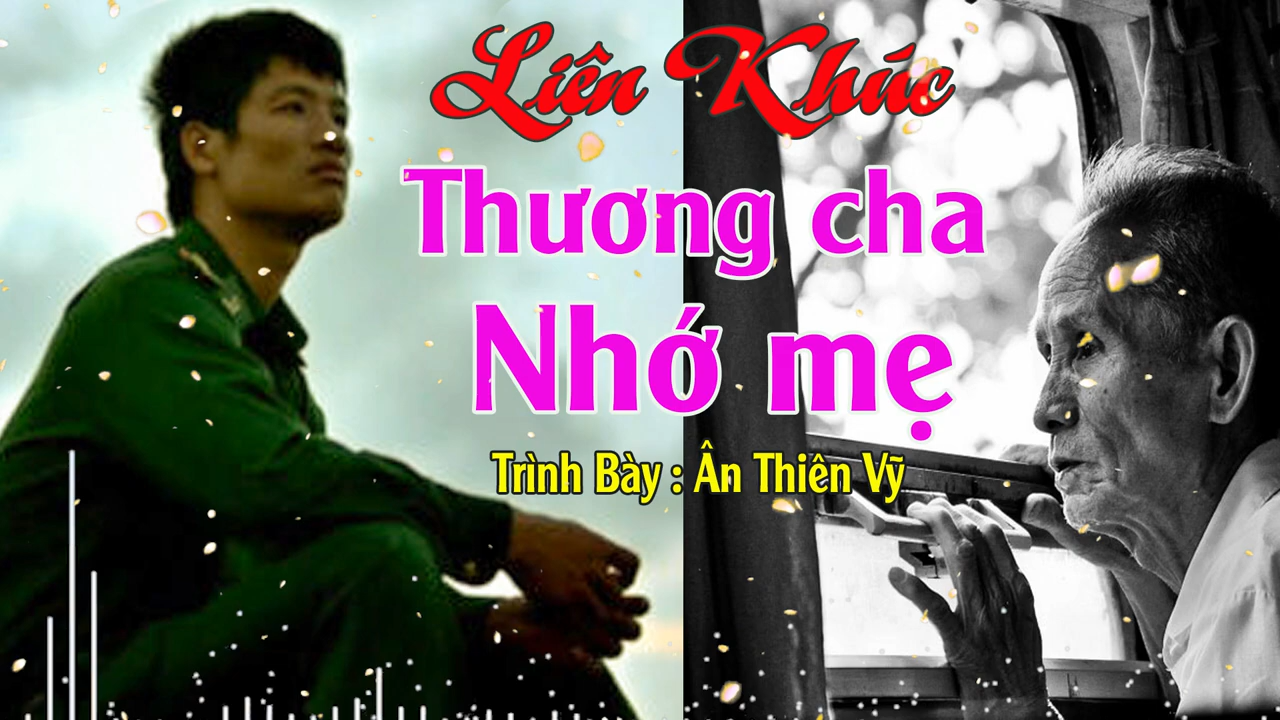 Liên Khúc
Thương cha
Nhớ mẹ
Trình Bày : Ân Thiên Vỹ